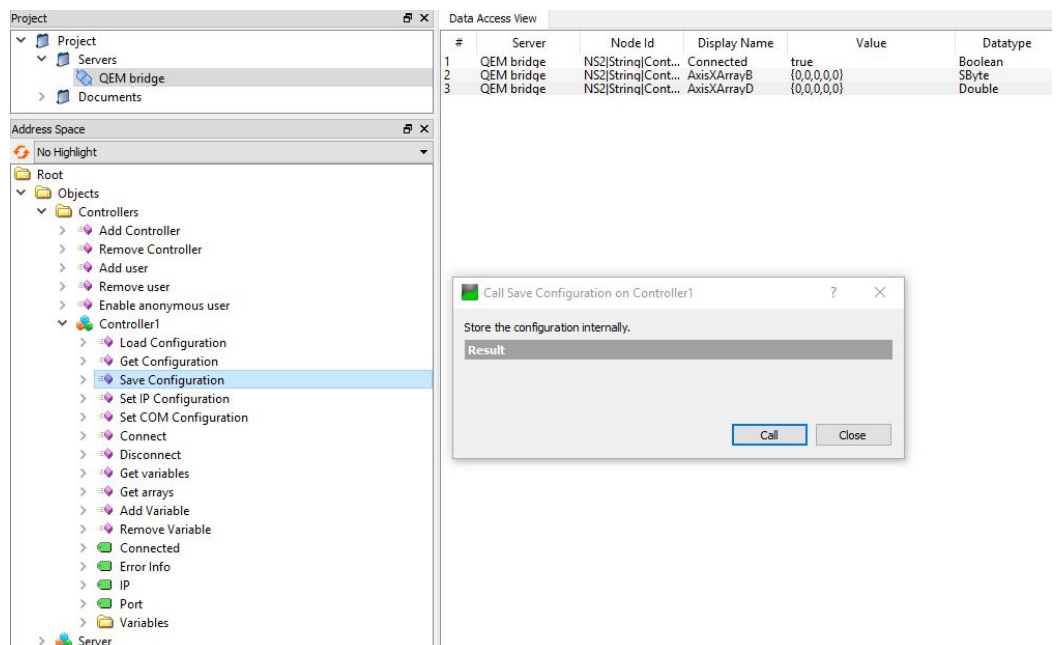 Project
Project
Servers
QEM bridge
Documents
Address Space
No Highlight
Root
Objects
Controllers
Add Controller
Remove Controller
Add user
Remove user
Enable anonymous user
Controller1
Load Configuration
Get Configuration
Save Configuration
Set IP Configuration
Set COM Configuration
Connect
Disconnect
Get variables
Get arrays
Add Variable
Remove Variable
Connected
Error Info
IP
Port
Variables
Server
Data Access View
# Server Node Id Display Name Value Datatype
1 QEM bridge NS2|String|Cont... Connected true Boolean
2 QEM bridge NS2|String|Cont... AxisXArrayB {0,0,0,0,0} SByte
3 QEM bridge NS2|String|Cont... AxisXArrayD {0,0,0,0,0} Double
Call Save Configuration on Controller1 ?
Store the configuration internally.
Result
Call Close